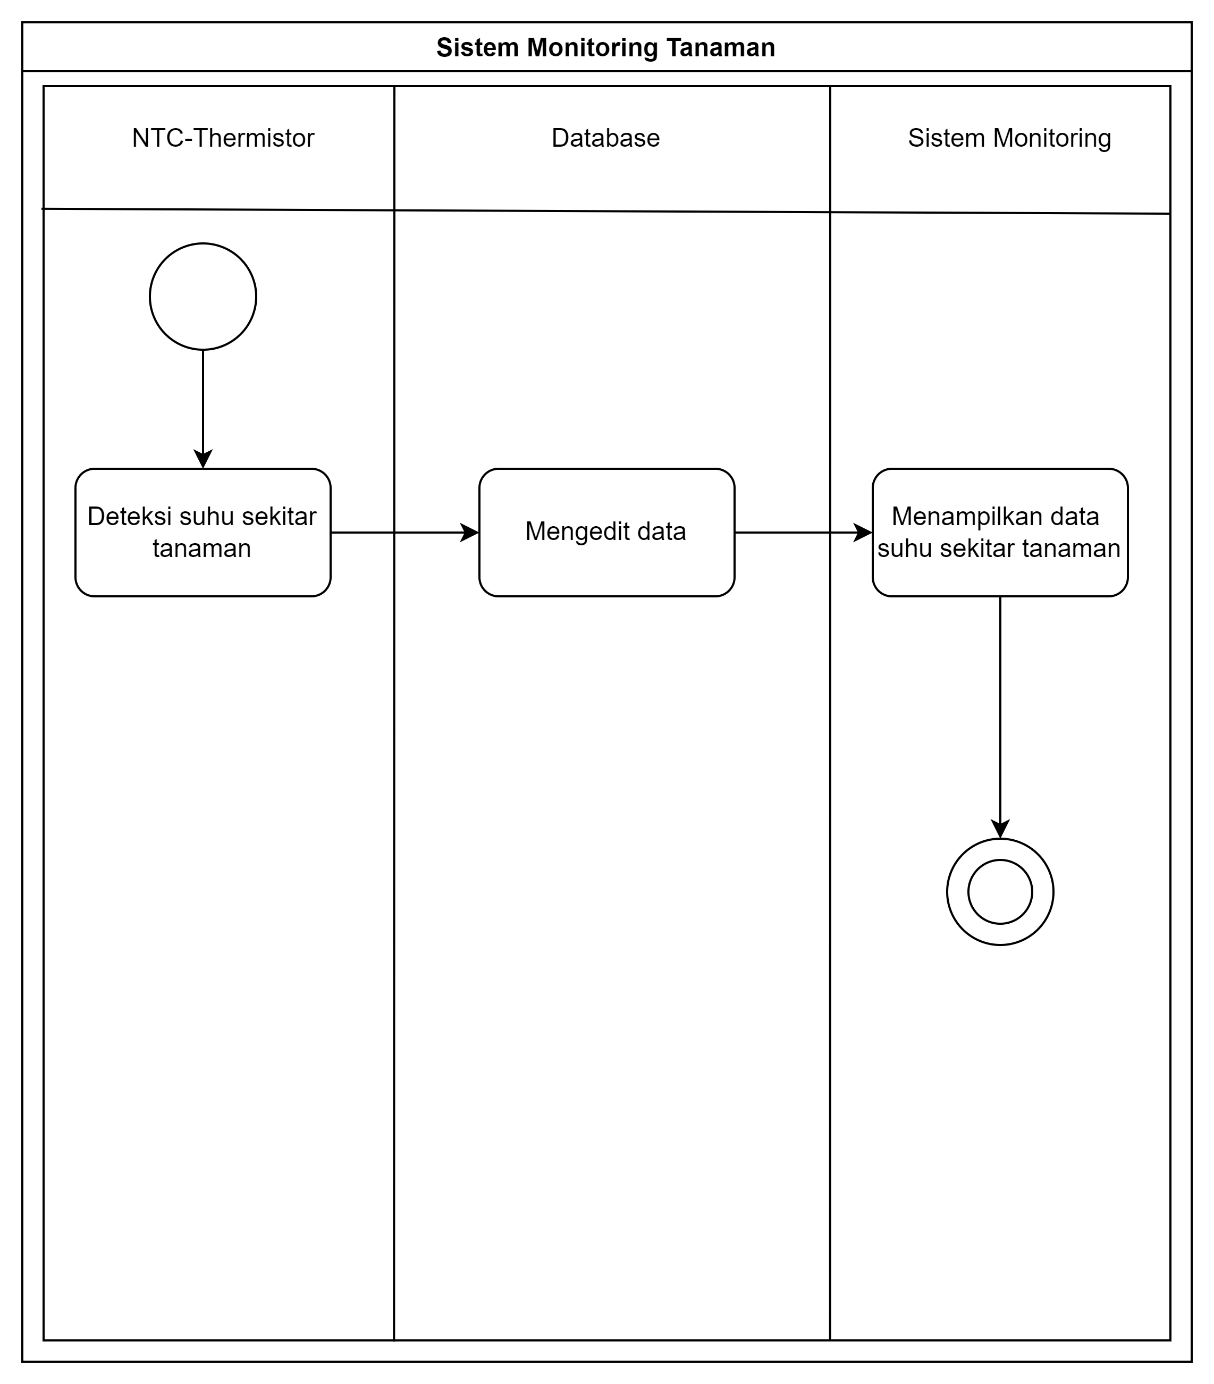 Sistem Monitoring Tanaman
NTC-Thermistor
Database
Sistem Monitoring
Deteksi suhu sekitar
tanaman
Mengedit data
Menampilkan data
suhu sekitar tanaman